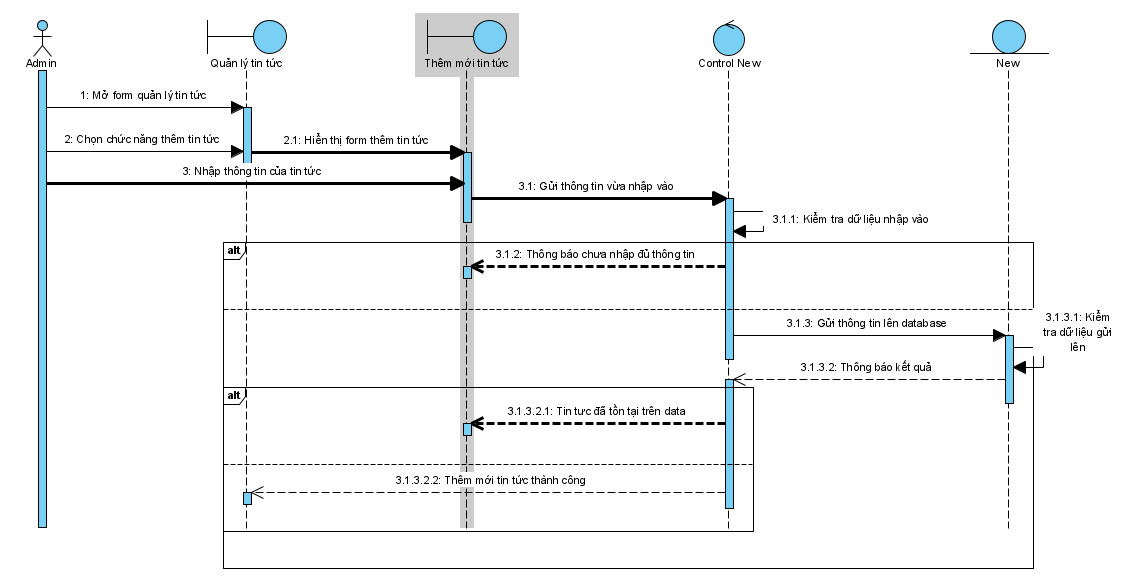 Admin
Quản lý tin tức
Thêm mới tin tức
Control New
New
1: Mở form quản lý tin tức
2: Chọn chức năng thêm tin tức
2.1: Hiển thị form thêm tin tức
3: Nhập thông tin của tin tức
3.1: Gửi thông tin vừa nhập vào
3.1.1: Kiểm tra dữ liệu nhập vào
alt
3.1.2: Thông báo chưa nhập đủ thông tin
3.1.3: Gửi thông tin lên database
3.1.3.1: Kiểm
tra dữ liệu gửi
lên
3.1.3.2: Thông báo kết quả
alt
3.1.3.2.1: Tin tưc đã tồn tại trên data
3.1.3.2.2: Thêm mới tin tức thành công